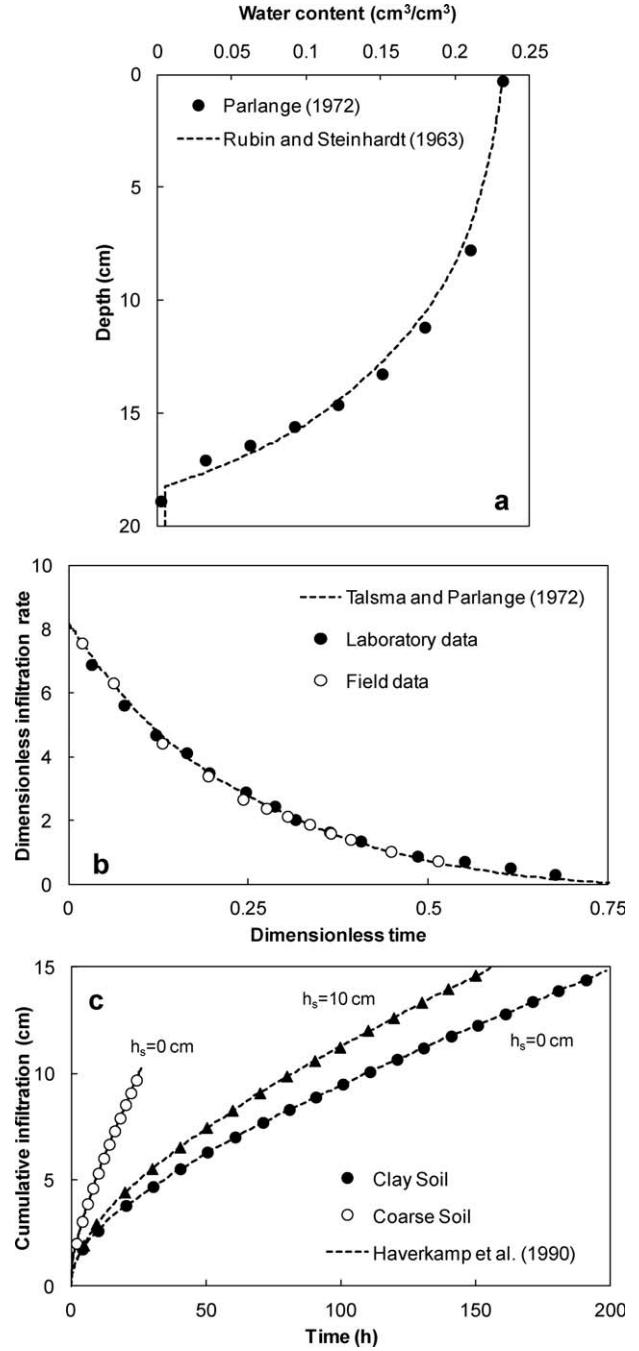 Water content (cm³/cm³)
0 0.05 0.1 0.15 0.2 0.25
0
5
10
15
20
Depth (cm)
Parlange (1972)
Rubin and Steinhardt (1963)
a
10
8
6
4
2
0
Dimensionless infiltration rate
Talsma and Parlange (1972)
Laboratory data
Field data
b
0 0.25 0.5 0.75
Dimensionless time
15
10
5
0
Cumulative infiltration (cm)
c
hₛ=10 cm
hₛ=0 cm
hₛ=0 cm
Clay Soil
Coarse Soil
Haverkamp et al. (1990)
0 50 100 150 200
Time (h)